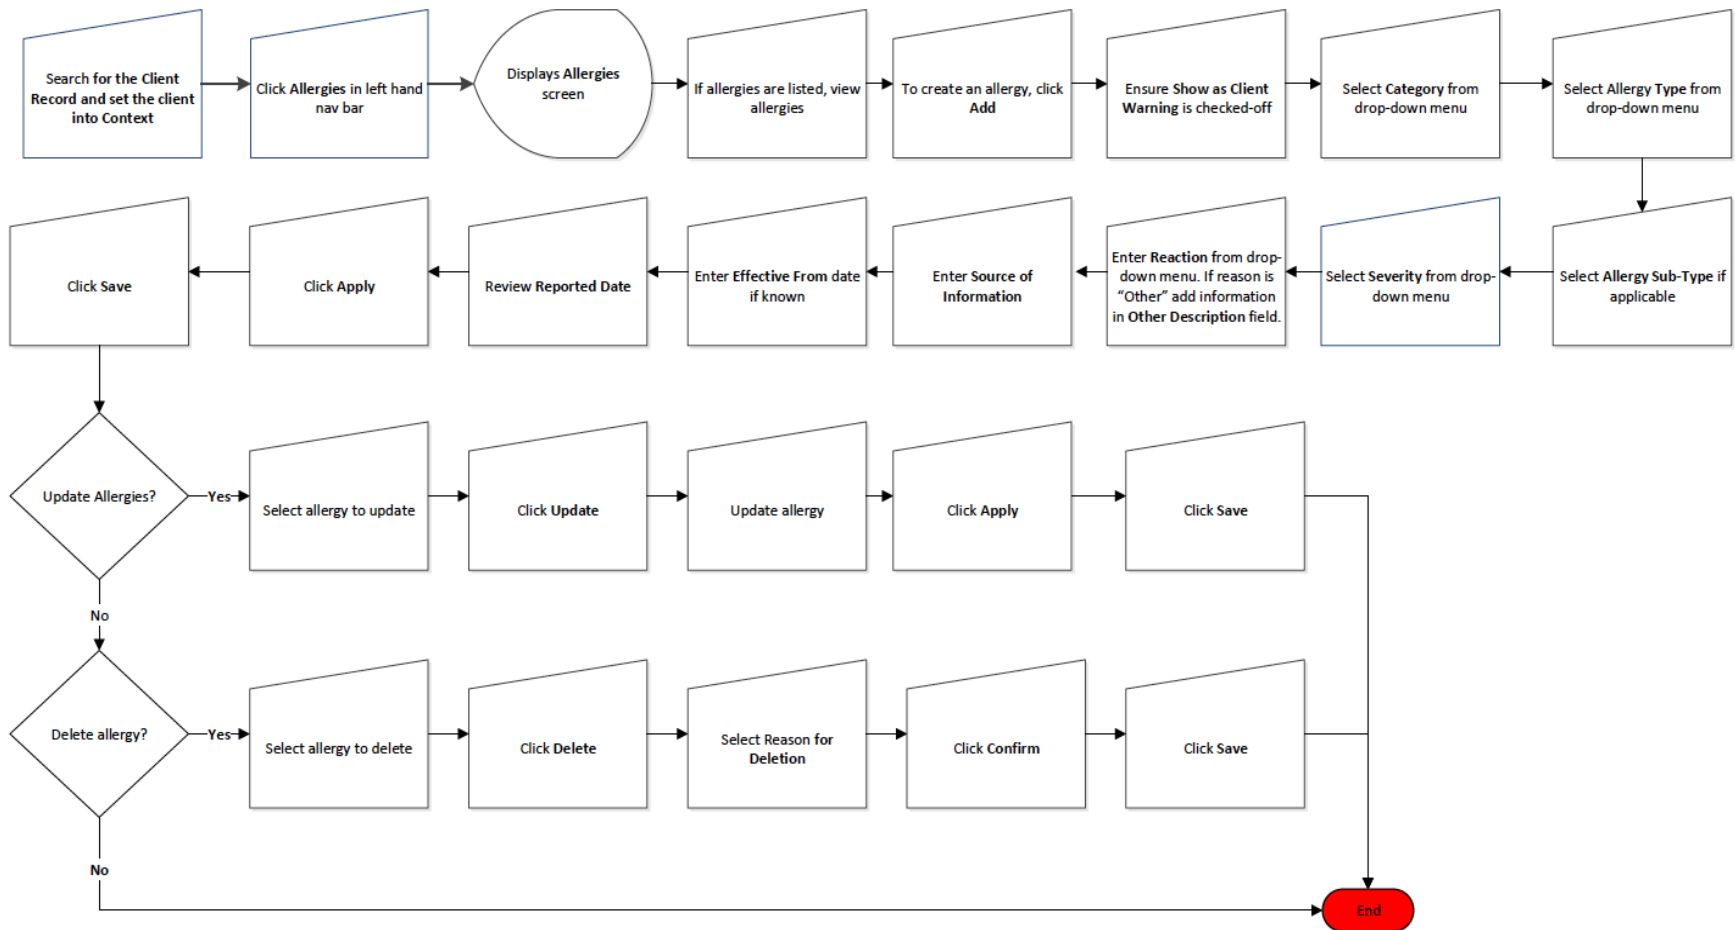 Search for the Client
Record and set the client
into Context
Click Allergies in left hand
nav bar
Displays Allergies
screen
If allergies are listed, view
allergies
To create an allergy, click
Add
Ensure Show as Client
Warning is checked-off
Select Category from
drop-down menu
Select Allergy Type from
drop-down menu
Select Allergy Sub-Type if
applicable
Select Severity from drop-
down menu
Enter Reaction from drop-
down menu. If reason is
“Other” add information
in Other Description field.
Enter Source of
Information
Enter Effective From date
if known
Review Reported Date
Click Apply
Click Save
Update Allergies?
Yes
Select allergy to update
Click Update
Update allergy
Click Apply
Click Save
No
Delete allergy?
Yes
Select allergy to delete
Click Delete
Select Reason for
Deletion
Click Confirm
Click Save
No
End